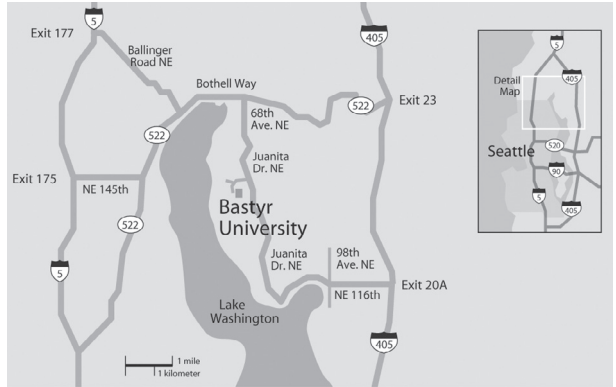 5
Exit 177
Ballinger
Road NE
405
Bothell Way
522
Exit 23
68th
Ave. NE
522
Juanita
Dr. NE
Exit 175
NE 145th
Bastyr
University
522
Juanita
Dr. NE
98th
Ave. NE
5
Exit 20A
NE 116th
Lake
Washington
405
1 mile
1 kilometer
5
405
Detail
Map
Seattle
520
90
5
405